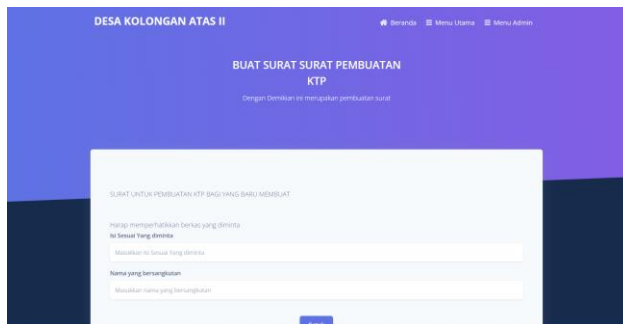 DESA KOLONGAN ATAS II
Beranda
Menu Utama
Menu Admin
BUAT SURAT SURAT PEMBUATAN
KTP
Dengan Demikian ini merupakan pembuatan surat
SURAT UNTUK PEMBUATAN KTP BAGI YANG BARU MEMBUAT
Harap memperhatikkan berkas yang diminta
Isi Sesuai Yang diminta
Masukkan Isi Sesuai Yang diminta
Nama yang bersangkutan
Masukkan nama yang bersangkutan